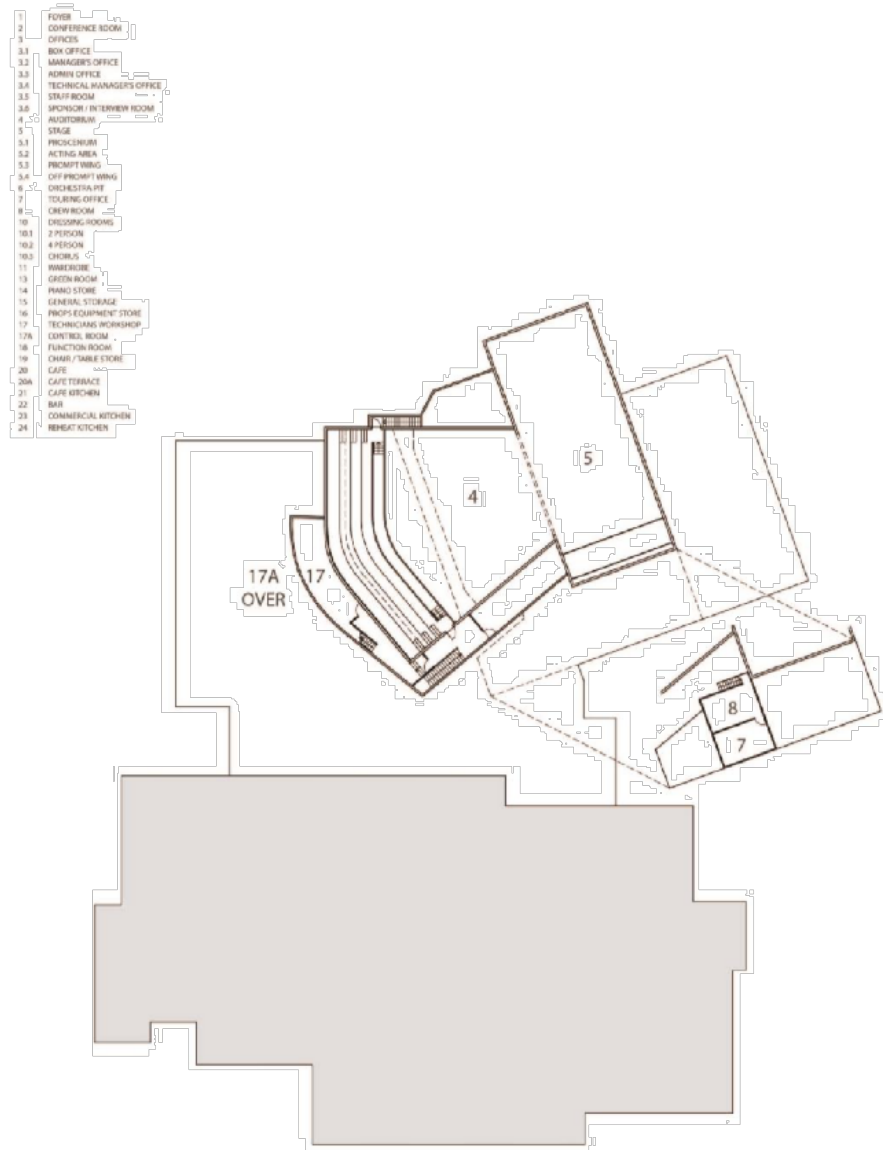 1 FOYER
2 CONFERENCE ROOM
3 OFFICES
3.1 BOX OFFICE
3.2 MANAGER'S OFFICE
3.3 ADMIN OFFICE
3.4 TECHNICAL MANAGER'S OFFICE
3.5 STAFF ROOM
3.6 SPONSOR / INTERVIEW ROOM
4 AUDITORIUM
5 STAGE
5.1 PROSCENIUM
5.2 ACTING AREA
5.3 PROMPT WING
5.4 OFF PROMPT WING
6 ORCHESTRA PIT
7 TOURING OFFICE
8 CREW ROOM
10 DRESSING ROOMS
10.1 2 PERSON
10.2 4 PERSON
10.3 CHORUS
11 WARDROBE
13 GREEN ROOM
14 PIANO STORE
15 GENERAL STORAGE
16 PROPS EQUIPMENT STORE
17 TECHNICIANS WORKSHOP
17A CONTROL ROOM
18 FUNCTION ROOM
19 CHAIR / TABLE STORE
20 CAFE
20A CAFE TERRACE
21 CAFE KITCHEN
22 BAR
23 COMMERCIAL KITCHEN
24 REHEAT KITCHEN
5
4
17A 17
OVER
8
7